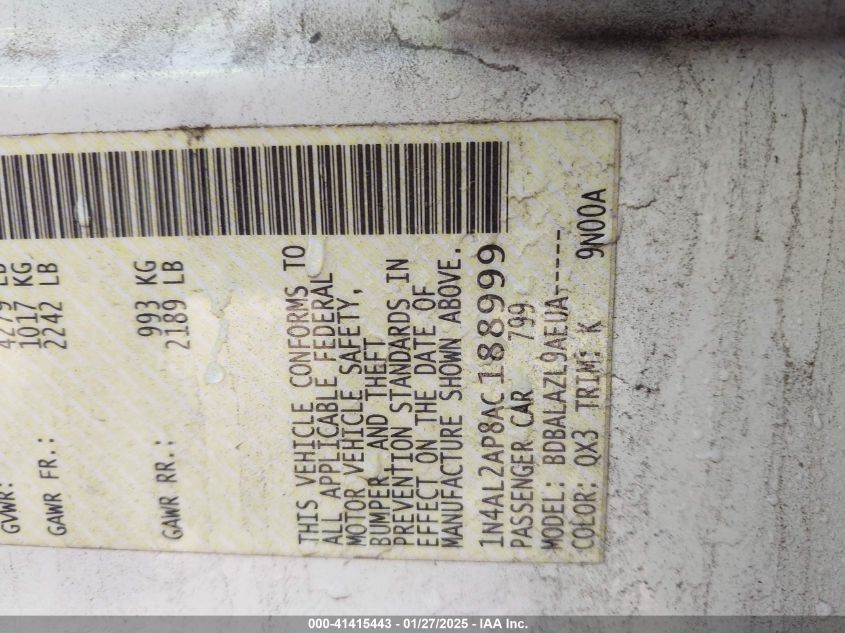 GVWR:
4279 LB
1017 KG
GAWR FR.: 2242 LB
993 KG
GAWR RR.: 2189 LB
THIS VEHICLE CONFORMS TO
ALL APPLICABLE FEDERAL
MOTOR VEHICLE SAFETY,
BUMPER AND THEFT
PREVENTION STANDARDS IN
EFFECT ON THE DATE OF
MANUFACTURE SHOWN ABOVE.
1N4AL2AP8AC188999
PASSENGER CAR 799
MODEL: BDBALAZL9AEUA-----
COLOR: QX3 TRIM: K 9N00A
000-41415443 - 01/27/2025 - IAA Inc.